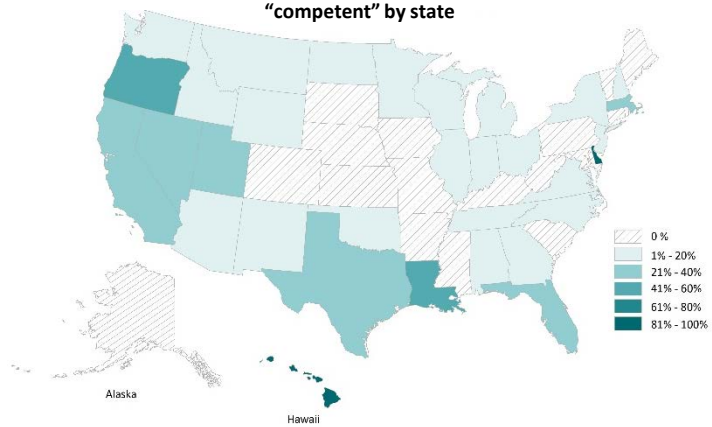 “competent” by state
0 %
1% - 20%
21% - 40%
41% - 60%
61% - 80%
81% - 100%
Alaska
Hawaii